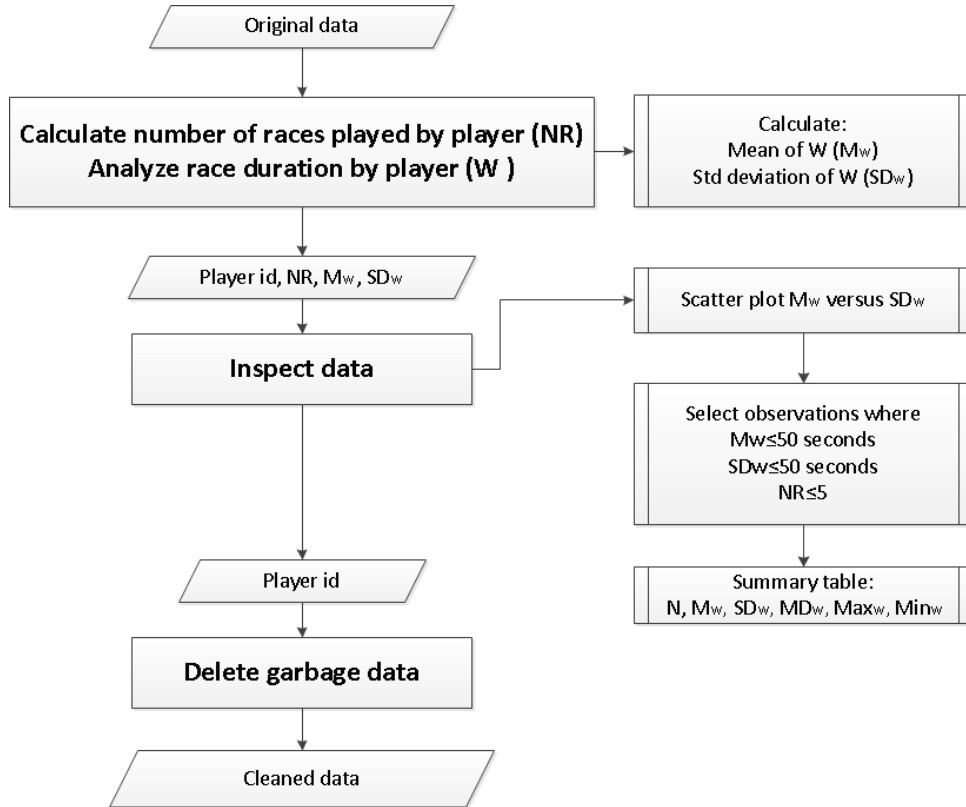 Original data
Calculate number of races played by player (NR)
Analyze race duration by player (W )
Calculate:
Mean of W (Mw)
Std deviation of W (SDw)
Player id, NR, Mw, SDw
Inspect data
Scatter plot Mw versus SDw
Select observations where
Mw≤50 seconds
SDw≤50 seconds
NR≤5
Player id
Summary table:
N, Mw, SDw, MDw, Maxw, Minw
Delete garbage data
Cleaned data